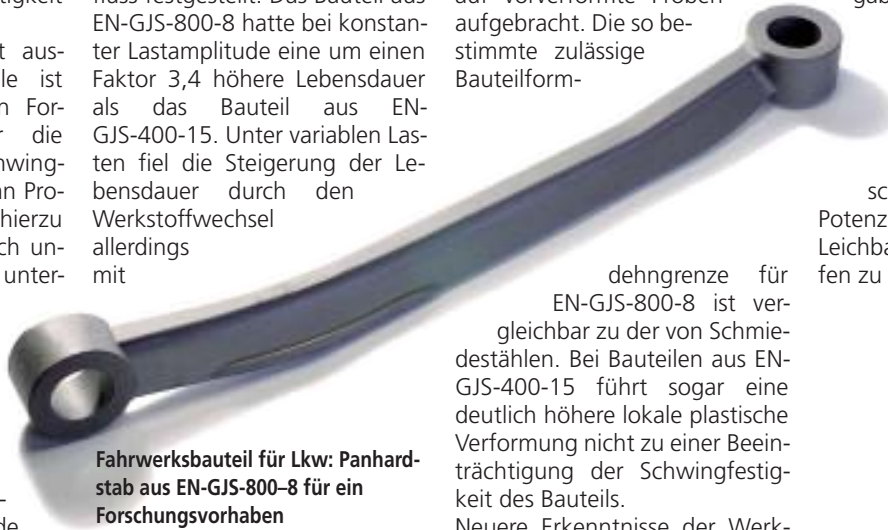 tigkeit
t aus-
le ist
n For-
r die
hwing-
an Pro-
hierzu
ch un-
unter-
-
de
fluss festgestellt. Das Bauteil aus
EN-GJS-800-8 hatte bei konstan-
ter Lastamplitude eine um einen
Faktor 3,4 höhere Lebensdauer
als das Bauteil aus EN-
GJS-400-15. Unter variablen Las-
ten fiel die Steigerung der Le-
bensdauer durch den
Werkstoffwechsel
allerdings
mit
Fahrwerksbauteil für Lkw: Panhard-
stab aus EN-GJS-800–8 für ein
Forschungsvorhaben
auf vorverformte Proben
aufgebracht. Die so be-
stimmte zulässige
Bauteilform-
dehngrenze für
EN-GJS-800-8 ist ver-
gleichbar zu der von Schmie-
destählen. Bei Bauteilen aus EN-
GJS-400-15 führt sogar eine
deutlich höhere lokale plastische
Verformung nicht zu einer Beein-
trächtigung der Schwingfestig-
keit des Bauteils.
Neuere Erkenntnisse der Werk-
gab
sc
Potenz
Leichba
fen zu